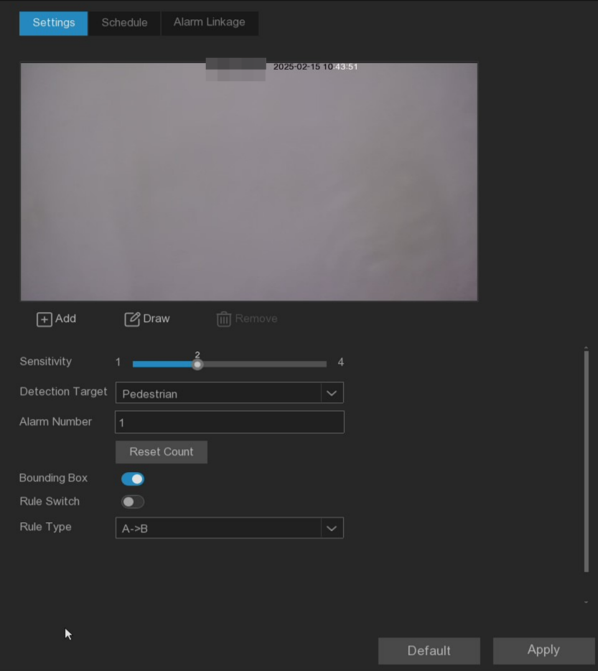 Settings Schedule Alarm Linkage
2025-02-15 10:43:51
Add Draw Remove
Sensitivity 1 2 4
Detection Target Pedestrian
Alarm Number 1
Reset Count
Bounding Box
Rule Switch
Rule Type A->B
Default Apply